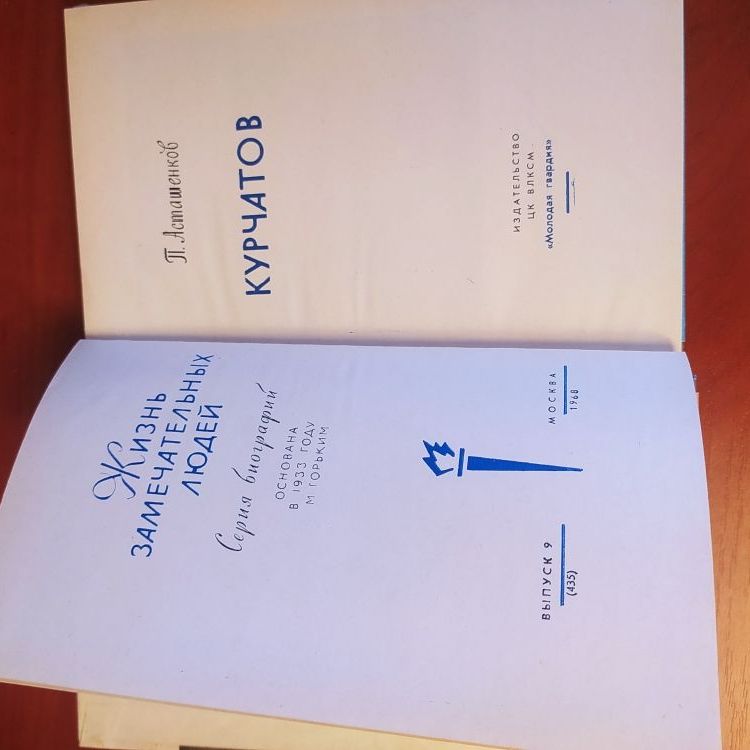 Жизнь
ЗАМЕЧАТЕЛЬНЫХ
ЛЮДЕЙ
Серия биографий
ОСНОВАНА
В 1933 ГОДУ
М ГОРЬКИМ
ВЫПУСК 9
(435)
МОСКВА
1968
П. Асташенков
КУРЧАТОВ
ИЗДАТЕЛЬСТВО
ЦК ВЛКСМ
«Молодая гвардия»